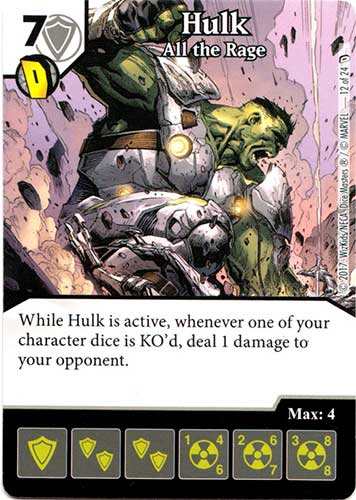 7
Hulk
All the Rage
© 2017 WizKids/NECA Dice Masters ® / © MARVEL — 12 of 24
While Hulk is active, whenever one of your
character dice is KO’d, deal 1 damage to
your opponent.
Max: 4
1 4 6
2 6 7
3 8 8